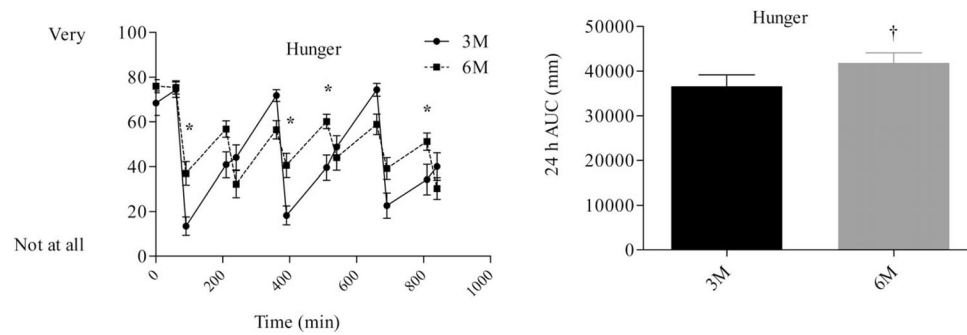 Very
Not at all
100
80
60
40
20
0
Hunger
3M
6M
*
*
*
*
0
200
400
600
800
1000
Time (min)
Hunger
†
24 h AUC (mm)
50000
40000
30000
20000
10000
0
3M
6M